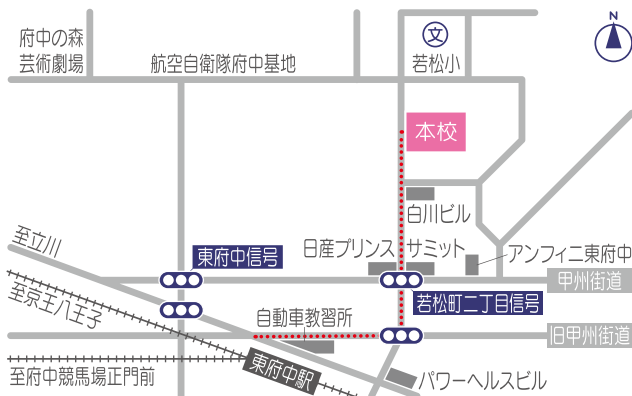 府中の森
芸術劇場
航空自衛隊府中基地
文
若松小
N
本校
白川ビル
至立川
東府中信号
日産プリンス
サミット
アンフィニ東府中
甲州街道
至京王八王子
若松町二丁目信号
自動車教習所
旧甲州街道
東府中駅
至府中競馬場正門前
パワーヘルスビル